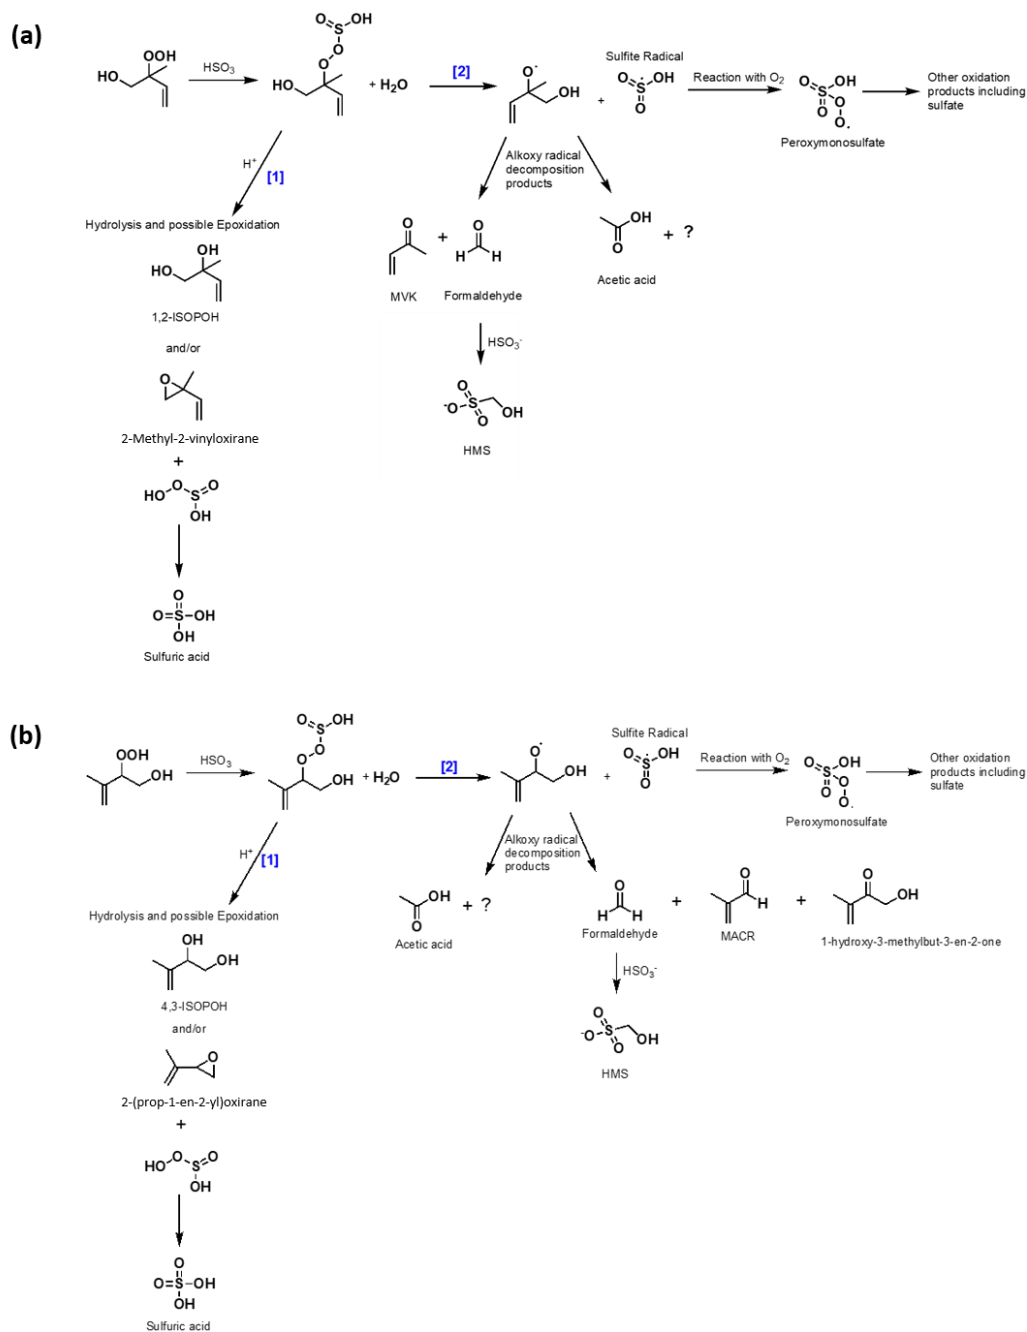 (a)
O
OH
S
O
O
OOH
HO
HSO3
HO
+ H2O
[2]
O·
OH
+
Sulfite Radical
O
OH
S
O
Reaction with O2
O
OH
S
O
O
O.
Peroxymonosulfate
Other oxidation
products including
sulfate
H+
[1]
Alkoxy radical
decomposition
products
Hydrolysis and possible Epoxidation
OH
HO
1,2-ISOPOH
and/or
O
2-Methyl-2-vinyloxirane
+
HO
O
S
O
OH
O
O=S-OH
OH
Sulfuric acid
O
MVK
+
O
H H
Formaldehyde
OH
O
Acetic acid
+ ?
HSO3-
O
-O
S
O
OH
HMS
(b)
O
OH
S
O
O
OOH
OH
HSO3
OH
+ H2O
[2]
O·
OH
+
Sulfite Radical
O
OH
S
O
Reaction with O2
O
OH
S
O
O
O.
Peroxymonosulfate
Other oxidation
products including
sulfate
H+
[1]
Alkoxy radical
decomposition
products
Hydrolysis and possible Epoxidation
OH
OH
4,3-ISOPOH
and/or
O
2-(prop-1-en-2-yl)oxirane
+
HO
O
S
O
OH
O
O=S-OH
OH
Sulfuric acid
OH
O
Acetic acid
+ ?
O
H H
Formaldehyde
+
O
H
MACR
+
O
OH
1-hydroxy-3-methylbut-3-en-2-one
HSO3-
O
-O
S
O
OH
HMS